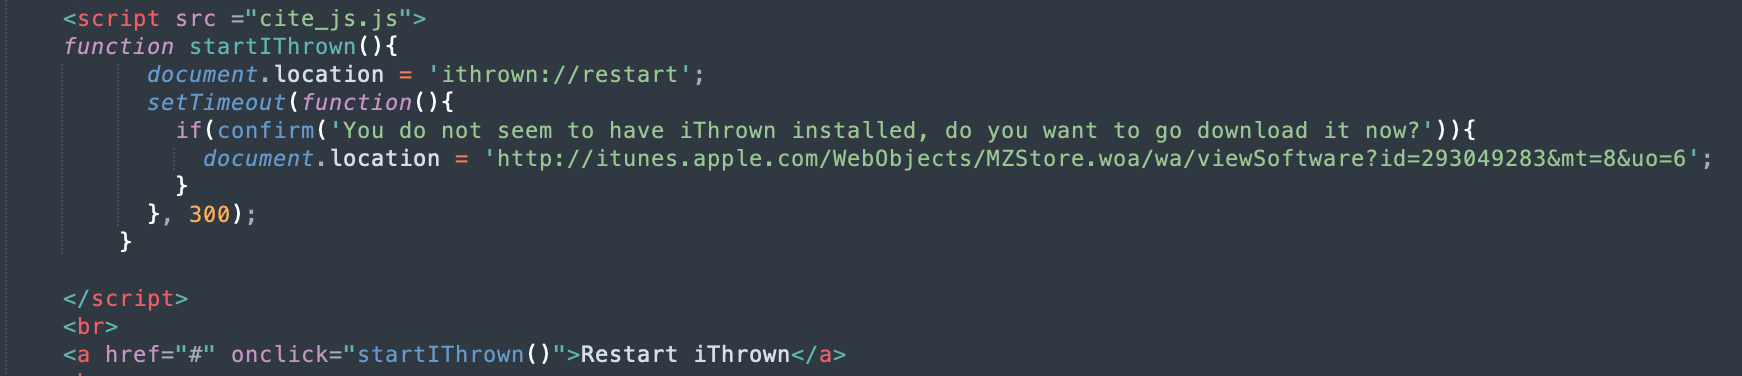 <script src ="cite_js.js">
function startIThrown(){
document.location = 'ithrown://restart';
setTimeout(function(){
if(confirm('You do not seem to have iThrown installed, do you want to go download it now?')){
document.location = 'http://itunes.apple.com/WebObjects/MZStore.woa/wa/viewSoftware?id=293049283&mt=8&uo=6';
}
}, 300);
}
</script>
<br>
<a href="#" onclick="startIThrown()">Restart iThrown</a>